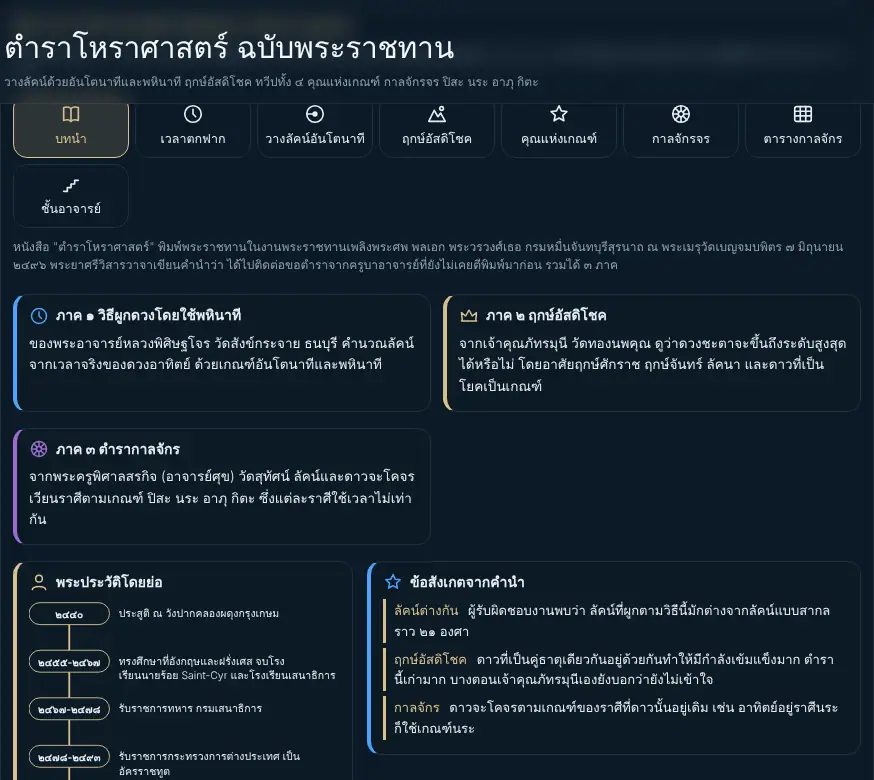 ตำราโหราศาสตร์ ฉบับพระราชทาน
วางลัคน์ด้วยอันโตนาทีและพหินาที ฤกษ์อัสดิโชค ทวีปทั้ง ๔ คุณแห่งเกณฑ์ กาลจักรจร ปิสะ นระ อาภุ กิตะ
บทนำ
เวลาตกฟาก
วางลัคน์อันโตนาที
ฤกษ์อัสดิโชค
คุณแห่งเกณฑ์
กาลจักรจร
ตารางกาลจักร
ชั้นอาจารย์
หนังสือ "ตำราโหราศาสตร์" พิมพ์พระราชทานในงานพระราชทานเพลิงพระศพ พลเอก พระวรวงศ์เธอ กรมหมื่นจันทบุรีสุรนาถ ณ พระเมรุวัดเบญจมบพิตร ๗ มิถุนายน
๒๔๙๖ พระยาศรีวิสารวาจาเขียนคำนำว่า ได้ไปติดต่อขอตำราจากครูบาอาจารย์ที่ยังไม่เคยตีพิมพ์มาก่อน รวมได้ ๓ ภาค
ภาค ๑ วิธีผูกดวงโดยใช้พหินาที
ของพระอาจารย์หลวงพิศิษฐโจร วัดสังข์กระจาย ธนบุรี คำนวณลัคน์
จากเวลาจริงของดวงอาทิตย์ ด้วยเกณฑ์อันโตนาทีและพหินาที
ภาค ๒ ฤกษ์อัสดิโชค
จากเจ้าคุณภัทรมุนี วัดทองนพคุณ ดูว่าดวงชะตาจะขึ้นถึงระดับสูงสุด
ได้หรือไม่ โดยอาศัยฤกษ์ศักราช ฤกษ์จันทร์ ลัคนา และดาวที่เป็น
โยคเป็นเกณฑ์
ภาค ๓ ตำรากาลจักร
จากพระครูพิศาลสรกิจ (อาจารย์ศุข) วัดสุทัศน์ ลัคน์และดาวจะโคจร
เวียนราศีตามเกณฑ์ ปิสะ นระ อาภุ กิตะ ซึ่งแต่ละราศีใช้เวลาไม่เท่า
กัน
พระประวัติโดยย่อ
๒๔๔๐
ประสูติ ณ วังปากคลองผดุงกรุงเกษม
๒๔๕๕-๒๔๖๗
ทรงศึกษาที่อังกฤษและฝรั่งเศส จบโรง
เรียนนายร้อย Saint-Cyr และโรงเรียนเสนาธิการ
๒๔๖๗-๒๔๗๘
รับราชการทหาร กรมเสนาธิการ
๒๔๗๘-๒๔๙๓
รับราชการกระทรวงการต่างประเทศ เป็น
อัครราชทูต
ข้อสังเกตจากคำนำ
ลัคน์ต่างกัน ผู้รับผิดชอบงานพบว่า ลัคน์ที่ผูกตามวิธีนี้มักต่างจากลัคน์แบบสากล
ราว ๒๑ องศา
ฤกษ์อัสดิโชค ดาวที่เป็นคู่ธาตุเดียวกันอยู่ด้วยกันทำให้มีกำลังเข้มแข็งมาก ตำรา
นี้เก่ามาก บางตอนเจ้าคุณภัทรมุนีเองยังบอกว่ายังไม่เข้าใจ
กาลจักร ดาวจะโคจรตามเกณฑ์ของราศีที่ดาวนั้นอยู่เดิม เช่น อาทิตย์อยู่ราศีนระ
ก็ใช้เกณฑ์นระ